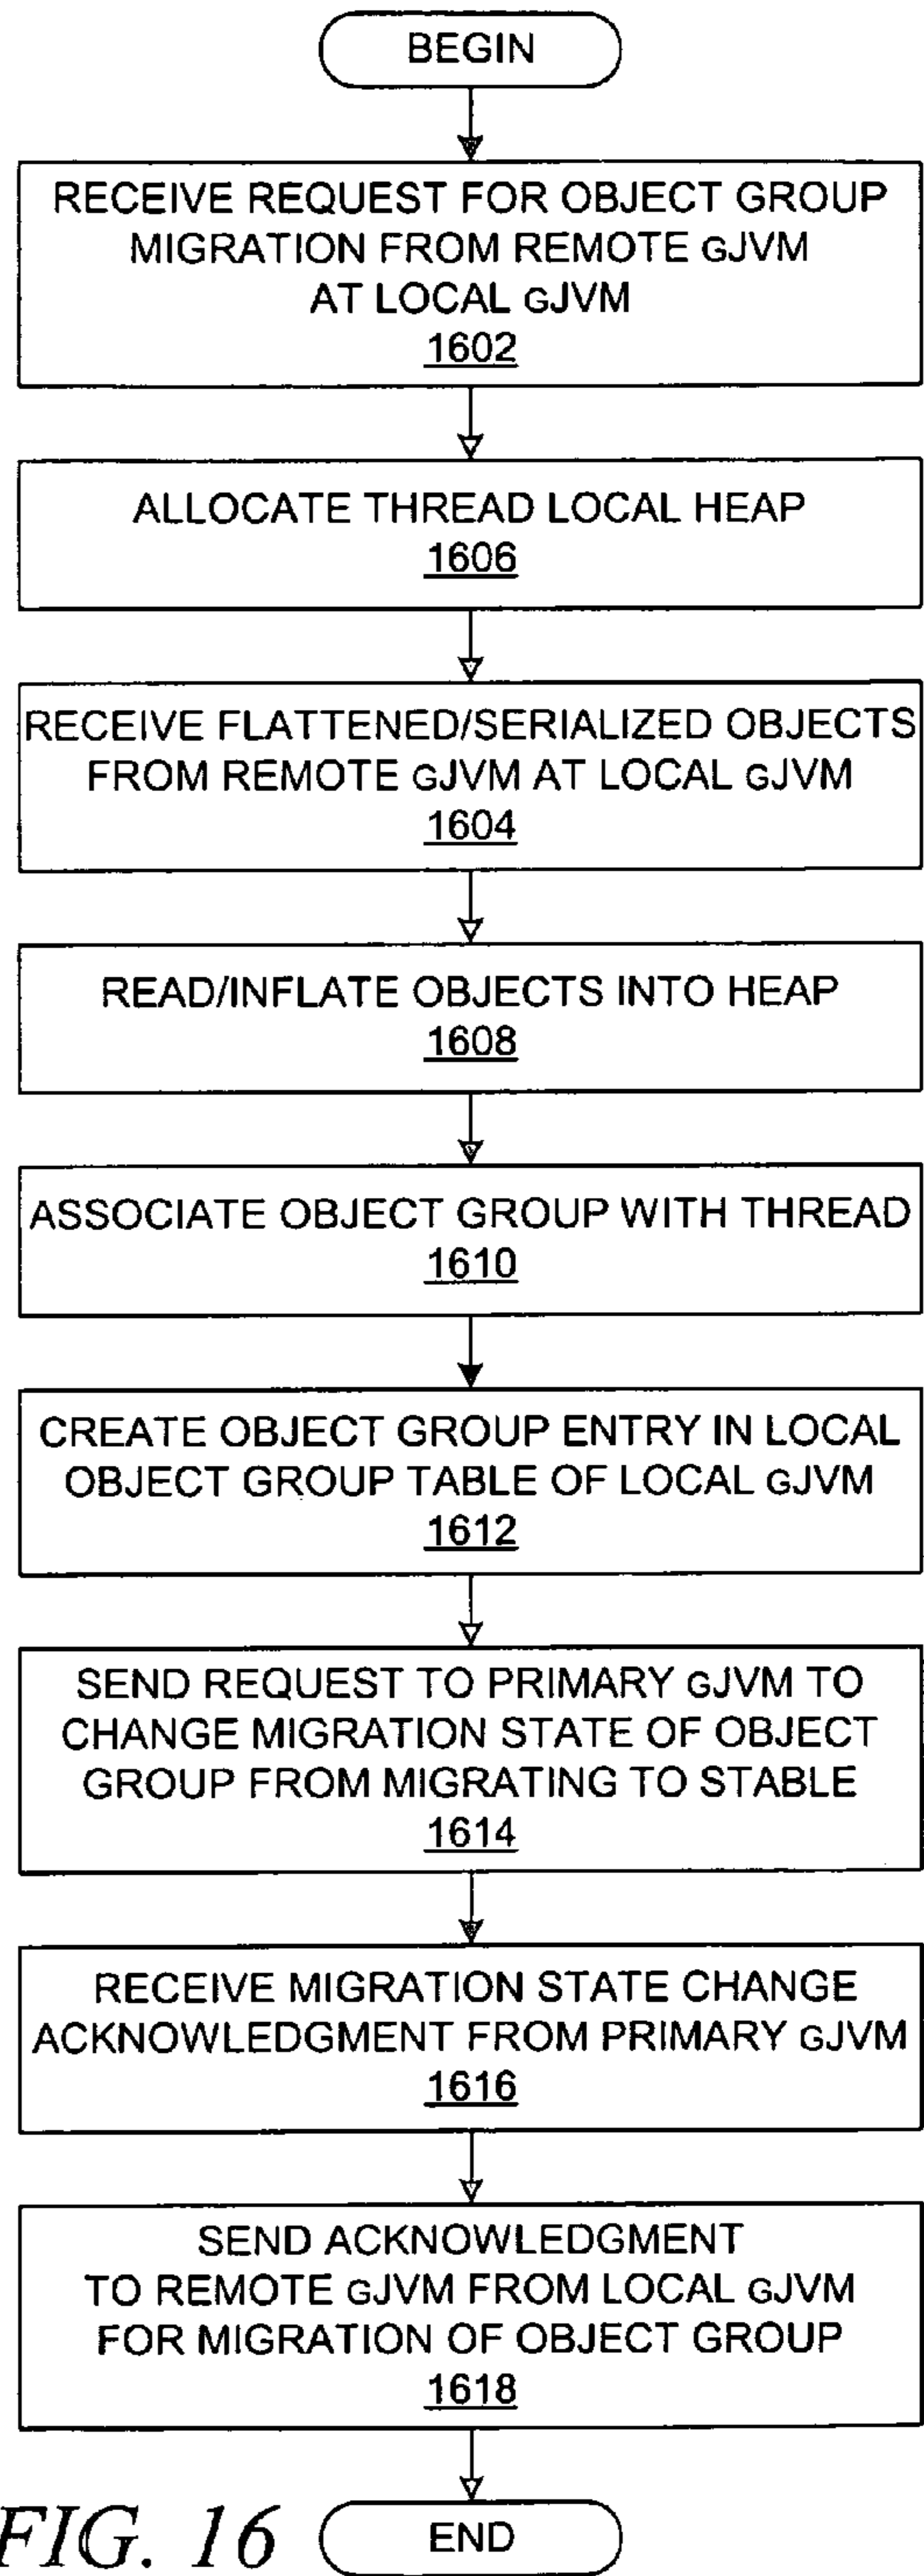 BEGIN
RECEIVE REQUEST FOR OBJECT GROUP
MIGRATION FROM REMOTE GJVM
AT LOCAL GJVM
1602
ALLOCATE THREAD LOCAL HEAP
1606
RECEIVE FLATTENED/SERIALIZED OBJECTS
FROM REMOTE GJVM AT LOCAL GJVM
1604
READ/INFLATE OBJECTS INTO HEAP
1608
ASSOCIATE OBJECT GROUP WITH THREAD
1610
CREATE OBJECT GROUP ENTRY IN LOCAL
OBJECT GROUP TABLE OF LOCAL GJVM
1612
SEND REQUEST TO PRIMARY GJVM TO
CHANGE MIGRATION STATE OF OBJECT
GROUP FROM MIGRATING TO STABLE
1614
RECEIVE MIGRATION STATE CHANGE
ACKNOWLEDGMENT FROM PRIMARY GJVM
1616
SEND ACKNOWLEDGMENT
TO REMOTE GJVM FROM LOCAL GJVM
FOR MIGRATION OF OBJECT GROUP
1618
END
FIG. 16